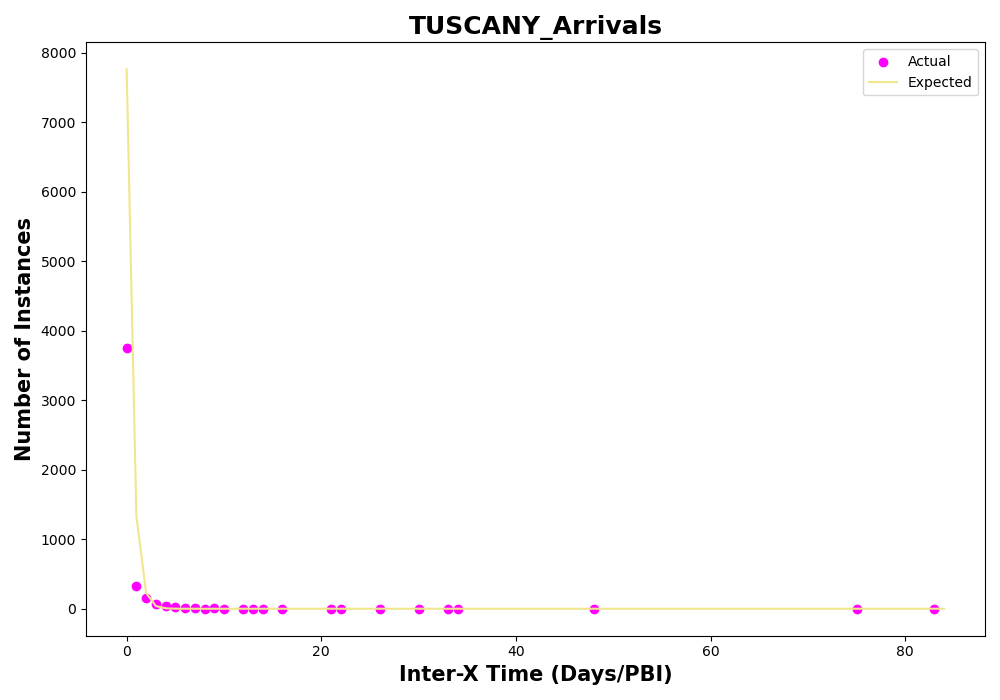 TUSCANY_Arrivals
Actual
Expected
Number of Instances
8000
7000
6000
5000
4000
3000
2000
1000
0
0 20 40 60 80
Inter-X Time (Days/PBI)